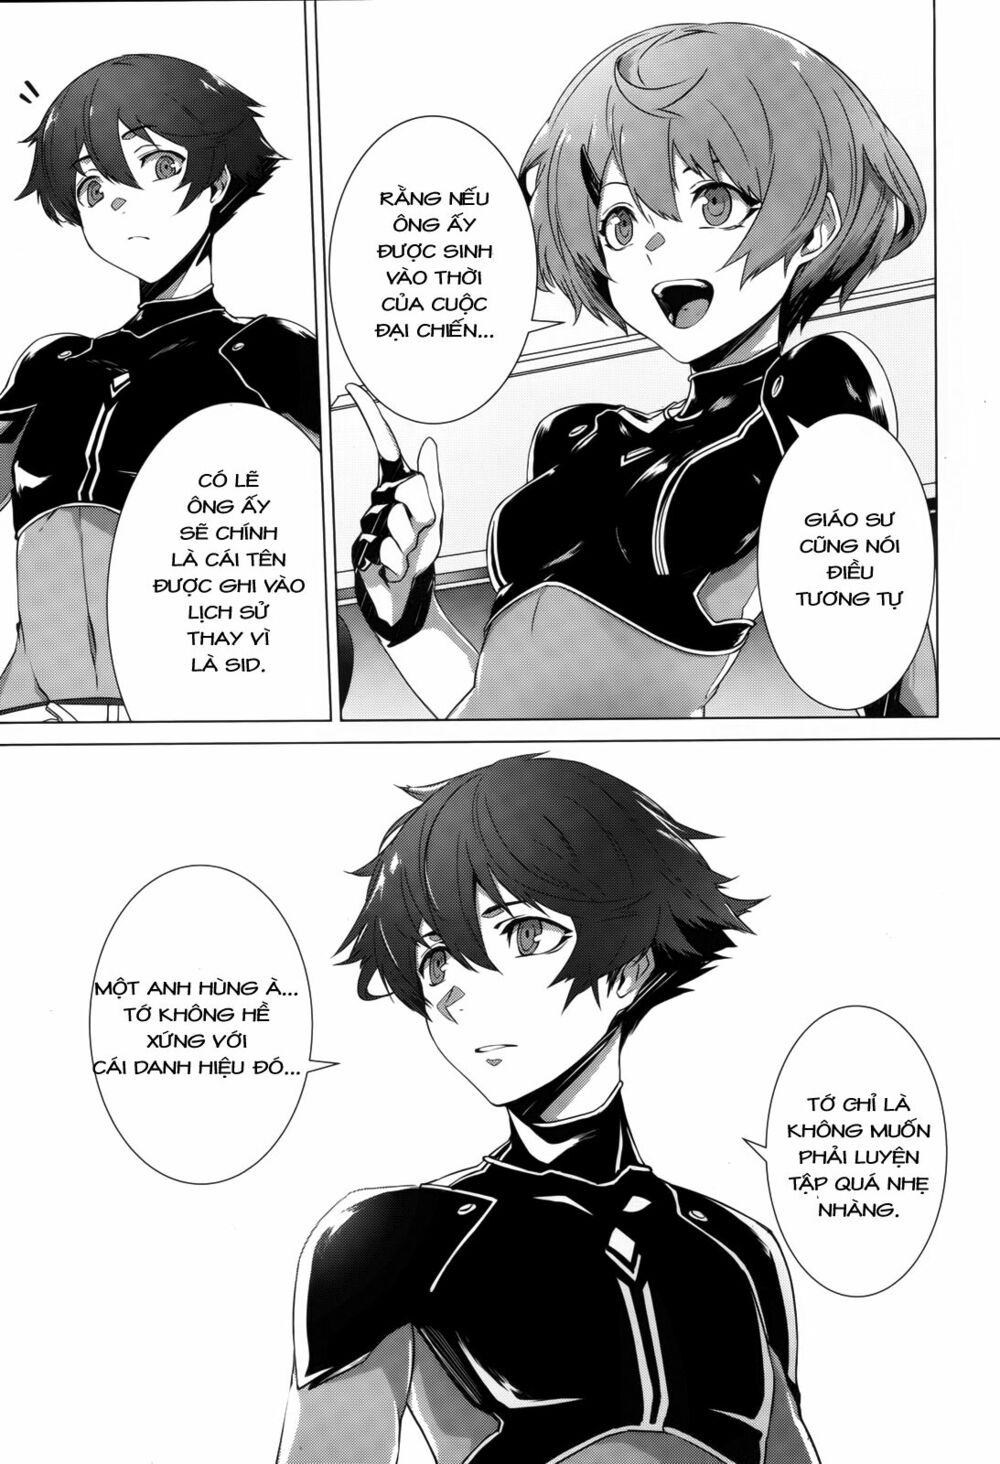 GIÁO SƯ
CŨNG NÓI
ĐIỀU
TƯƠNG TỰ
RẰNG NẾU
ÔNG ẤY
ĐƯỢC SINH
VÀO THỜI
CỦA CUỘC
ĐẠI CHIẾN...
CÓ LẼ
ÔNG ẤY
SẼ CHÍNH
LÀ CÁI TÊN
ĐƯỢC GHI VÀO
LỊCH SỬ
THAY VÌ
LÀ SID.
TỚ CHỈ LÀ
KHÔNG MUỐN
PHẢI LUYỆN
TẬP QUÁ NHẸ
NHÀNG.
MỘT ANH HÙNG À...
TỚ KHÔNG HỀ
XỨNG VỚI
CÁI DANH HIỆU ĐÓ...